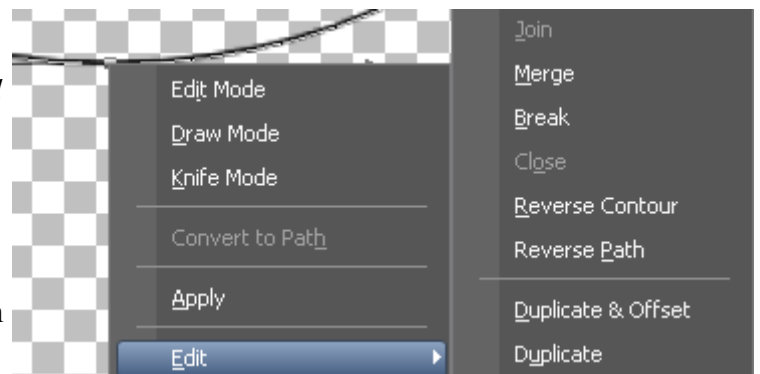 Edit Mode
Draw Mode
Knife Mode
Convert to Path
Apply
Edit
Join
Merge
Break
Close
Reverse Contour
Reverse Path
Duplicate & Offset
Duplicate